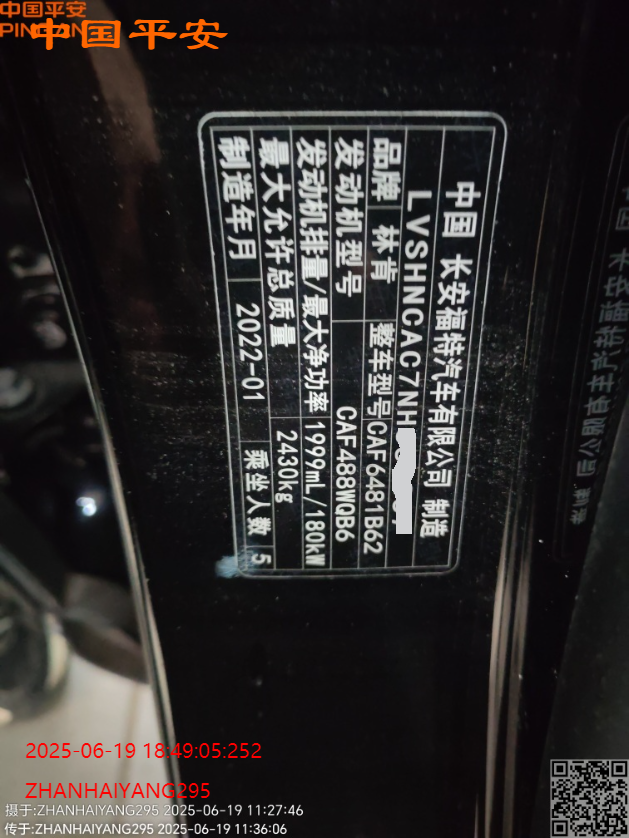 中国平安
PINGAN
中国平安
中国 长安福特汽车有限公司 制造
LVSHNCAC7NH
品牌 林肯 整车型号 CAF6481B62
发动机型号 CAF488WQB6
发动机排量/最大净功率 1999mL/180kW
最大允许总质量 2430kg
制造年月 2022-01 乘坐人数 5
2025-06-19 18:49:05:252
ZHANHAIYANG295
摄于:ZHANHAIYANG295 2025-06-19 11:27:46
传于:ZHANHAIYANG295 2025-06-19 11:36:06